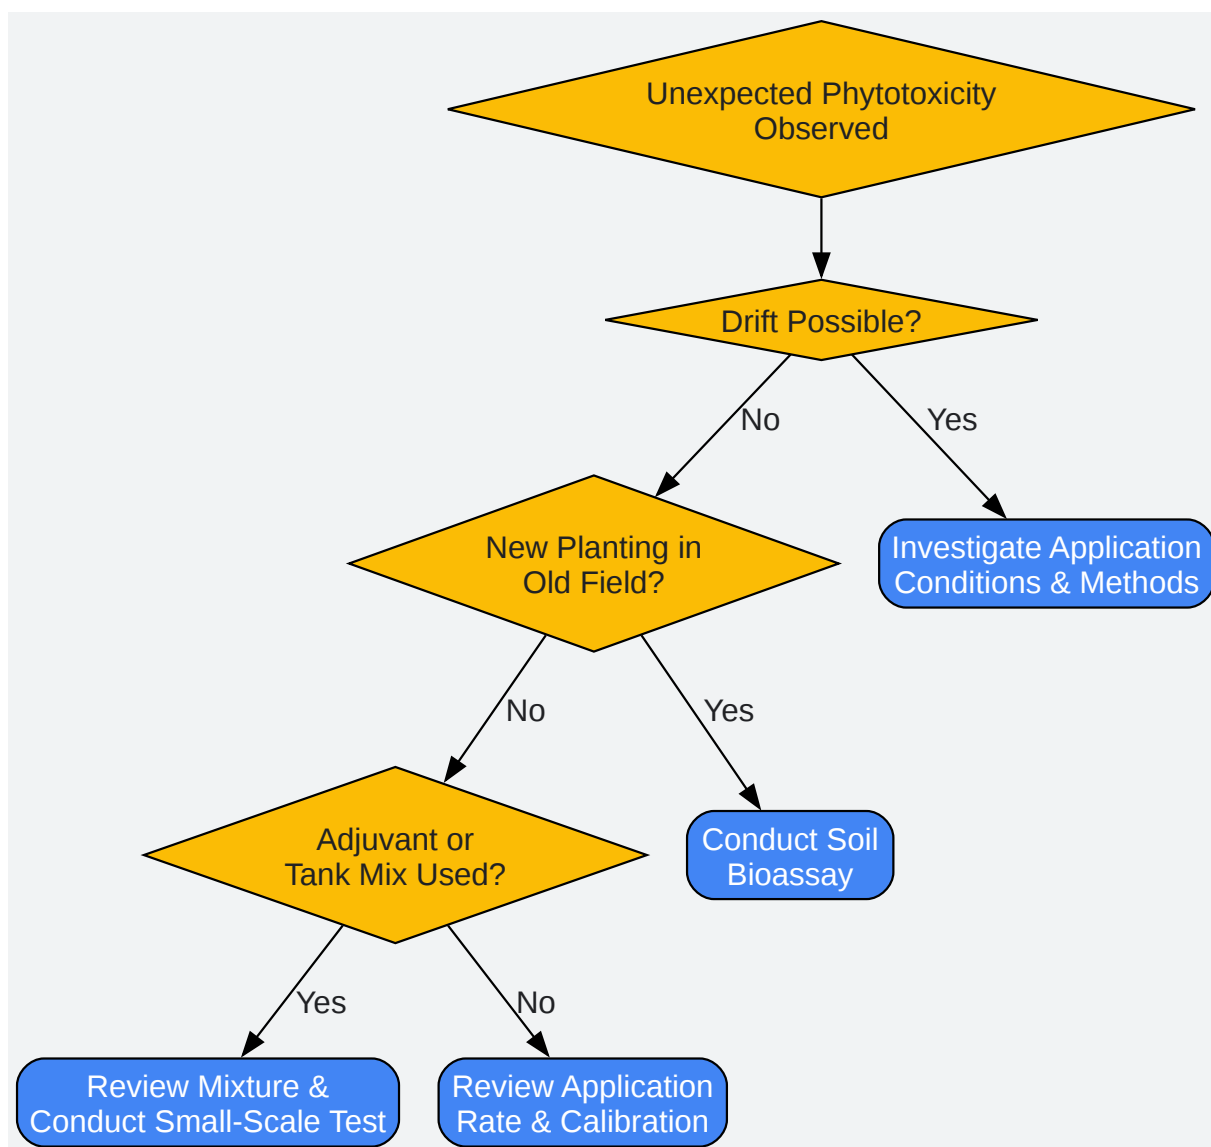 Unexpected Phytotoxicity
Observed
Drift Possible?
No
Yes
New Planting in
Old Field?
Investigate Application
Conditions & Methods
No
Yes
Adjuvant or
Tank Mix Used?
Conduct Soil
Bioassay
Yes
No
Review Mixture &
Conduct Small-Scale Test
Review Application
Rate & Calibration